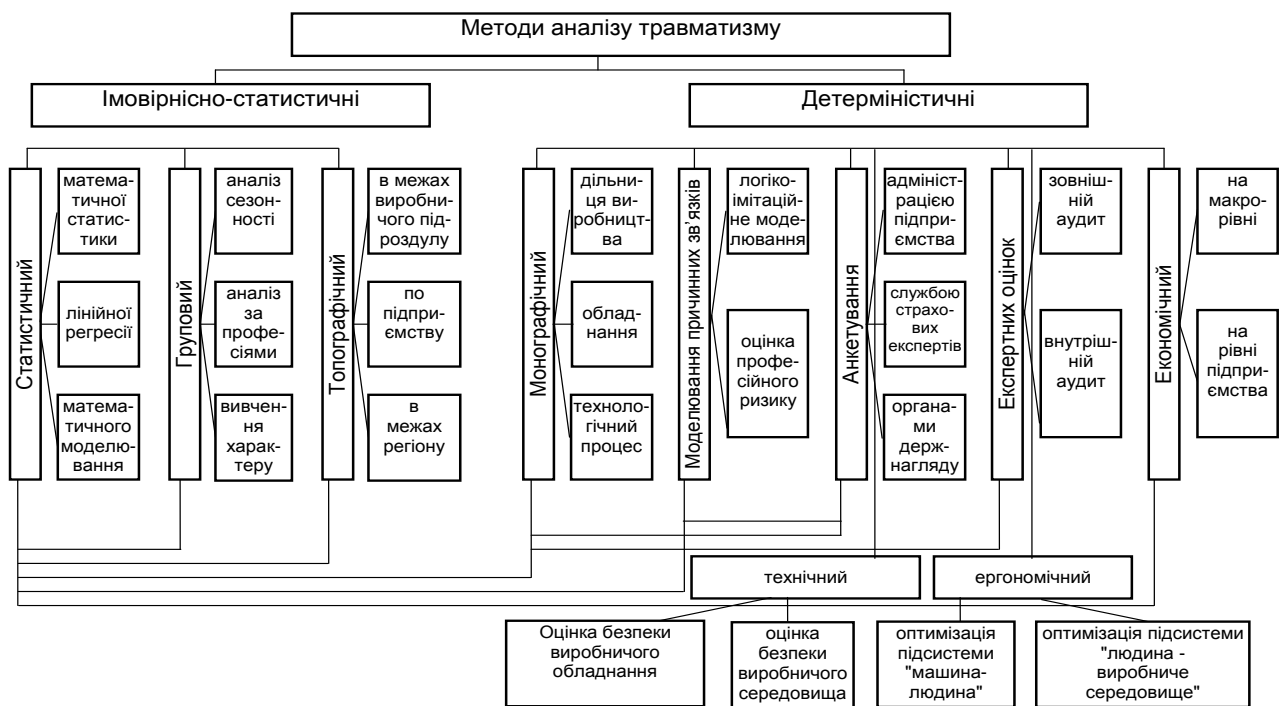 Методи аналізу травматизму
Імовірнісно-статистичні
Детерміністичні
Статистичний
матема-
тичної
статис-
тики
лінійної
регресії
матема-
тичного
моделю-
вання
Груповий
аналіз
сезон-
ності
аналіз
за
профе-
сіями
вивчен-
ня
харак-
теру
Топографічний
в межах
виробни-
чого під-
розділу
по
підпри-
ємству
в
межах
регіону
Монографічний
дільни-
ця ви-
робницт-
ва
облад-
нання
техноло-
гічний
процес
Моделювання причинних зв’язків
логіко-
імітацій-
не моде-
лювання
оцінка
профе-
сійного
ризику
Анкетування
адмініст-
рацією
підпри-
ємства
службою
страхо-
вих
експертів
органа-
ми
держ-
нагляду
Експертних оцінок
зовніш-
ній
аудит
внутріш-
ній
аудит
Економічний
на
макро-
рівні
на
рівні
підпри-
ємства
технічний
ергономічний
Оцінка безпеки
виробничого
обладнання
оцінка
безпеки
виробничого
середовища
оптимізація
підсистеми
"машина-
людина"
оптимізація підсистеми
"людина -
виробниче
середовище"